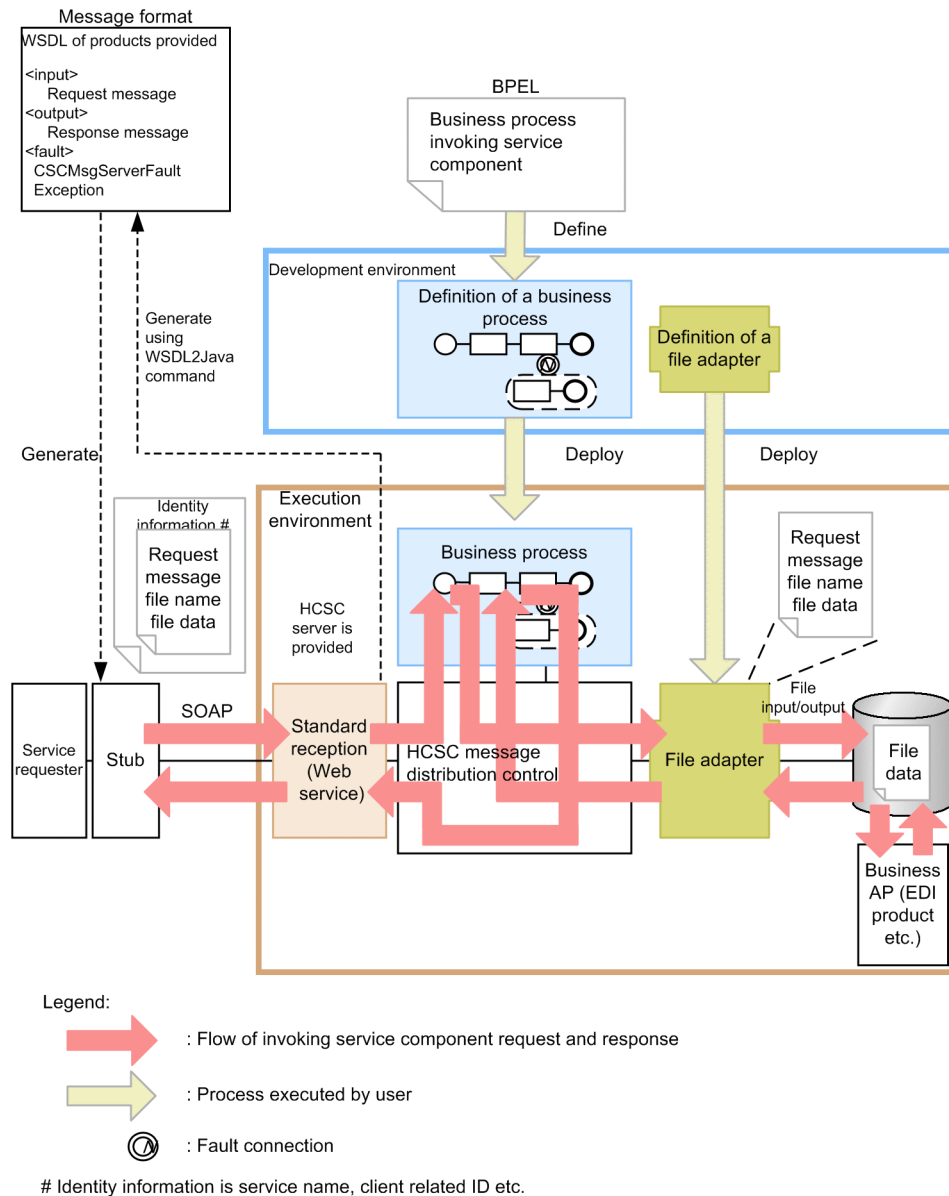 Message format
WSDL of products provided
<input>
Request message
<output>
Response message
<fault>
CSCMsgServerFault
Exception
BPEL
Business process
invoking service
component
Define
Development environment
Definition of a business
process
Definition of a
file adapter
Generate
using
WSDL2Java
command
Generate
Deploy
Deploy
Execution
environment
Identity
information #
Request
message
file name
file data
Business process
Request
message
file name
file data
HCSC
server is
provided
SOAP
File
input/output
Service
requester
Stub
Standard
reception
(Web
service)
HCSC message
distribution control
File adapter
File
data
Business
AP (EDI
product
etc.)
Legend:
: Flow of invoking service component request and response
: Process executed by user
: Fault connection
# Identity information is service name, client related ID etc.